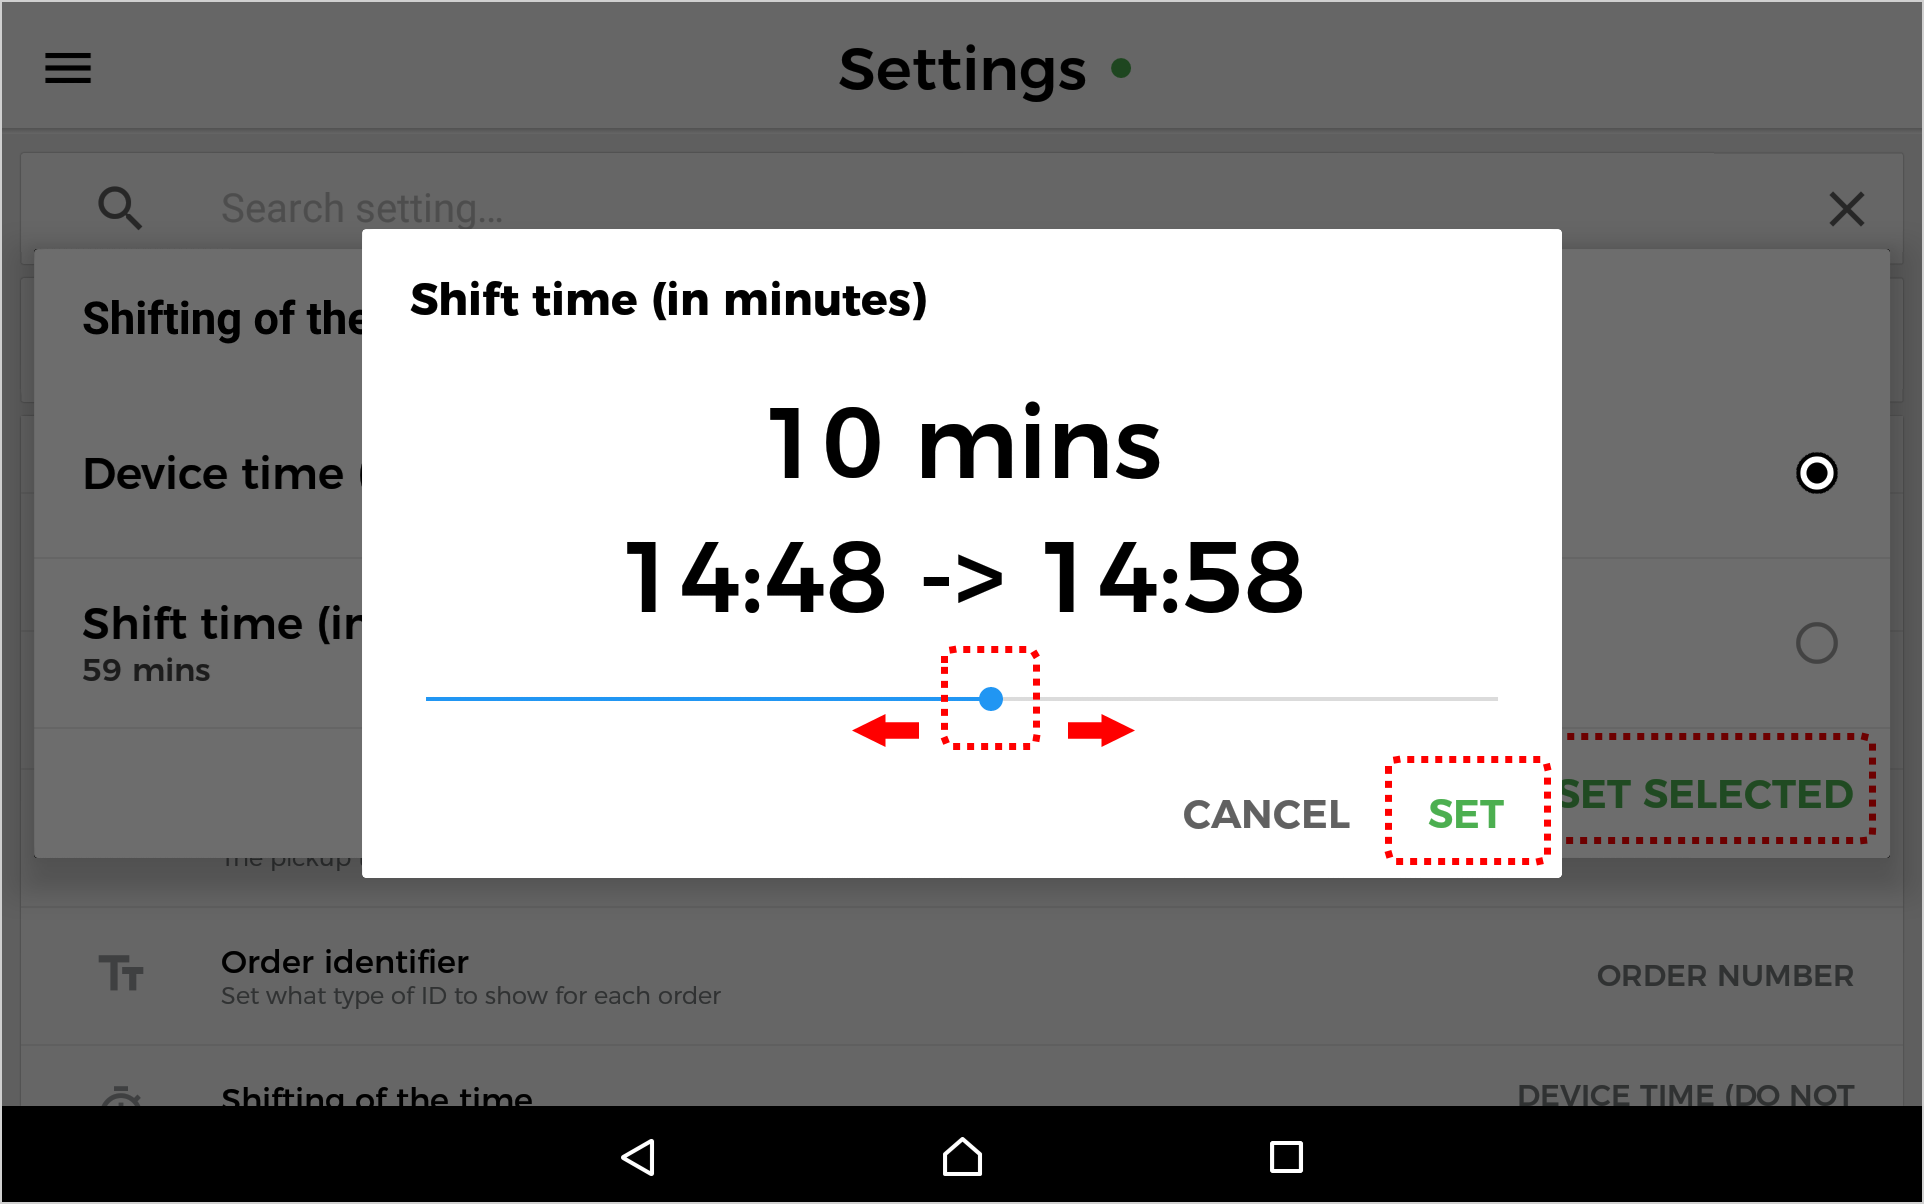 Settings
Search setting...
Shifting of the
Shift time (in minutes)
10 mins
Device time (
14:48 -> 14:58
Shift time (in
59 mins
CANCEL
SET
SET SELECTED
The pickup
Order identifier
Set what type of ID to show for each order
ORDER NUMBER
Shifting of the time
DEVICE TIME (DO NOT